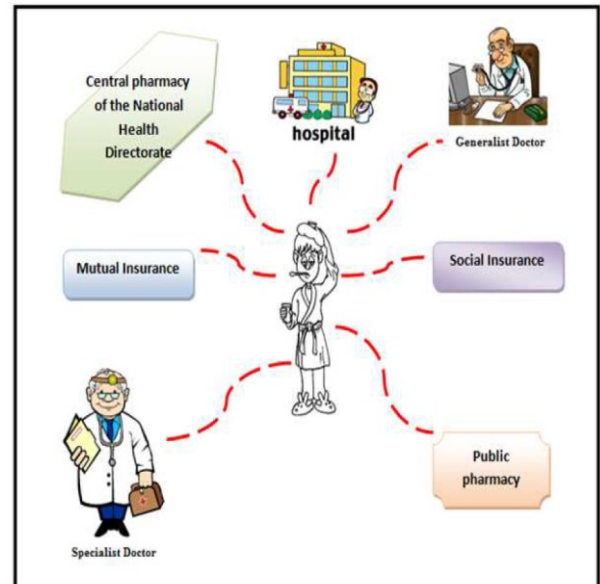 Central pharmacy
of the National
Health
Directorate
hospital
Generalist Doctor
Mutual Insurance
Social Insurance
Specialist Doctor
Public
pharmacy